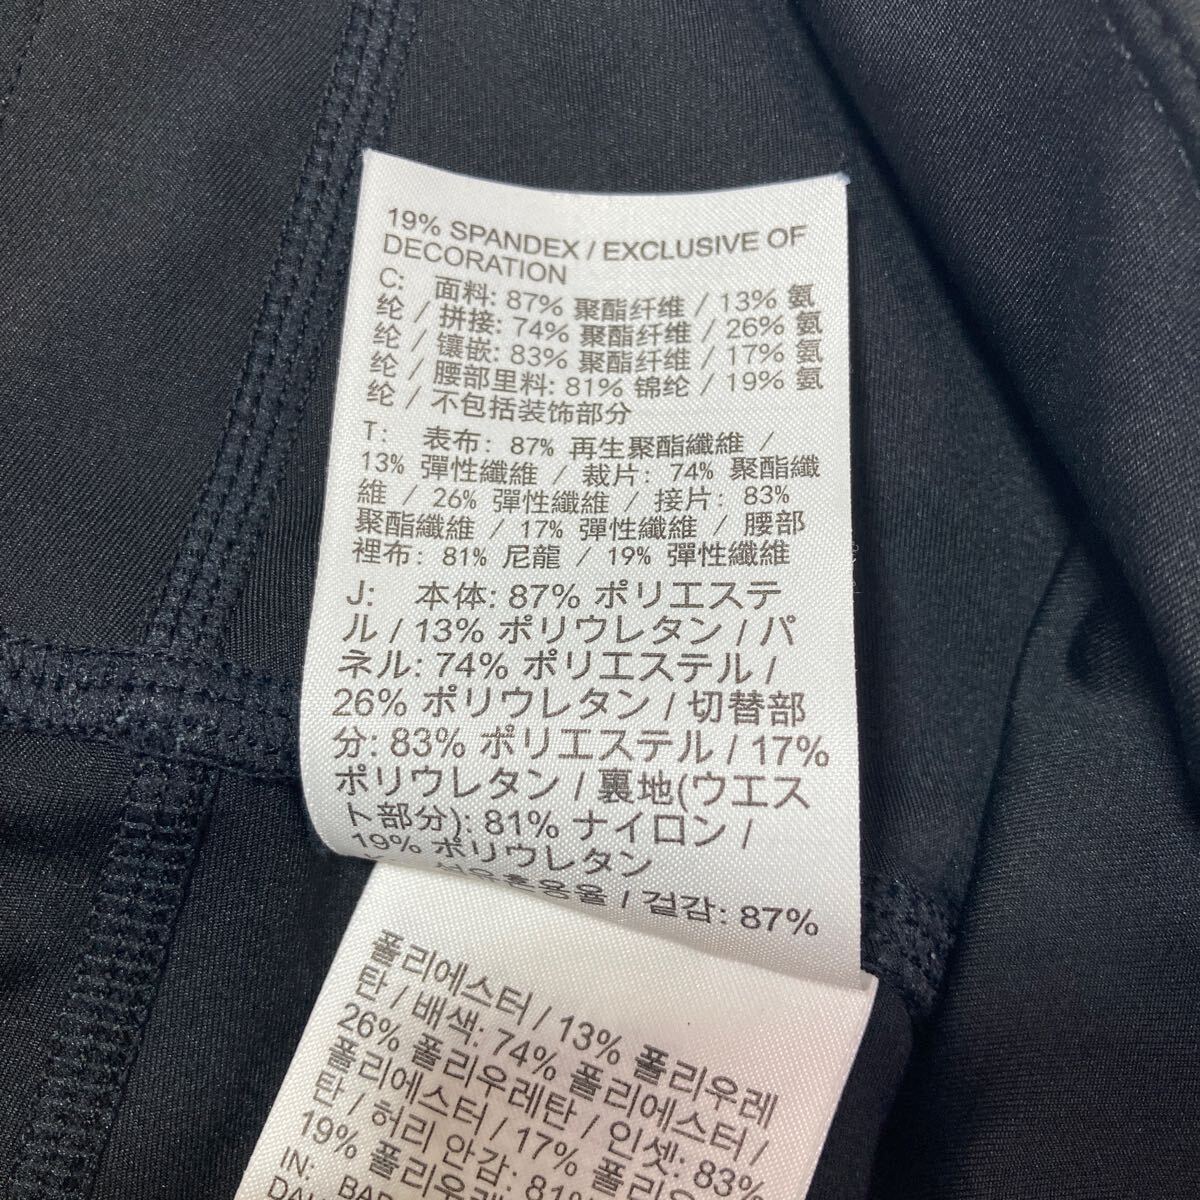 19% SPANDEX / EXCLUSIVE OF
DECORATION
C: 面料: 87% 聚酯纤维 / 13% 氨
纶 / 拼接: 74% 聚酯纤维 / 26% 氨
纶 / 镶嵌: 83% 聚酯纤维 / 17% 氨
纶 / 腰部里料: 81% 锦纶 / 19% 氨
纶 / 不包括装饰部分
T: 表布: 87% 再生聚酯纖維 /
13% 彈性纖維 / 裁片: 74% 聚酯纖
維 / 26% 彈性纖維 / 接片: 83%
聚酯纖維 / 17% 彈性纖維 / 腰部
裡布: 81% 尼龍 / 19% 彈性纖維
J: 本体: 87% ポリエステ
ル / 13% ポリウレタン / パ
ネル: 74% ポリエステル /
26% ポリウレタン / 切替部
分: 83% ポリエステル / 17%
ポリウレタン / 裏地(ウエス
ト部分): 81% ナイロン /
19% ポリウレタン
섬유혼용율 / 겉감: 87%
폴리에스터 / 13% 폴리우레
탄 / 배색: 74% 폴리에스터 /
26% 폴리우레탄 / 인셋: 83%
폴리에스터 / 17% 폴리우레
탄 / 허리 안감: 81%
19% 폴리우레탄
IN: